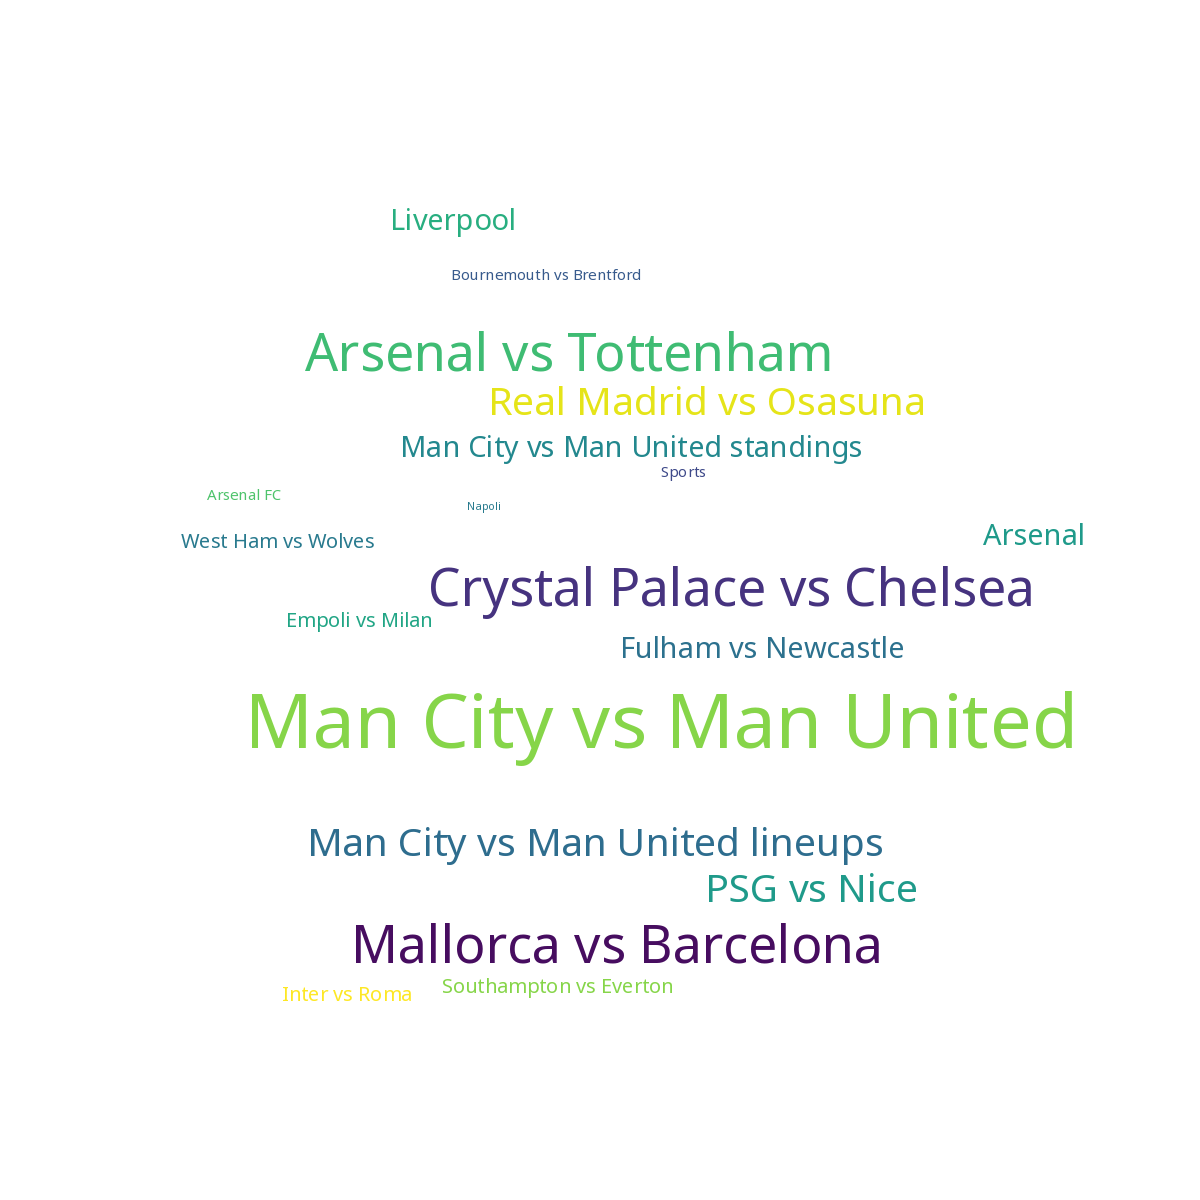 Liverpool
Bournemouth vs Brentford
Arsenal vs Tottenham
Real Madrid vs Osasuna
Man City vs Man United standings
Sports
Arsenal FC
Napoli
West Ham vs Wolves
Arsenal
Crystal Palace vs Chelsea
Empoli vs Milan
Fulham vs Newcastle
Man City vs Man United
Man City vs Man United lineups
PSG vs Nice
Mallorca vs Barcelona
Southampton vs Everton
Inter vs Roma